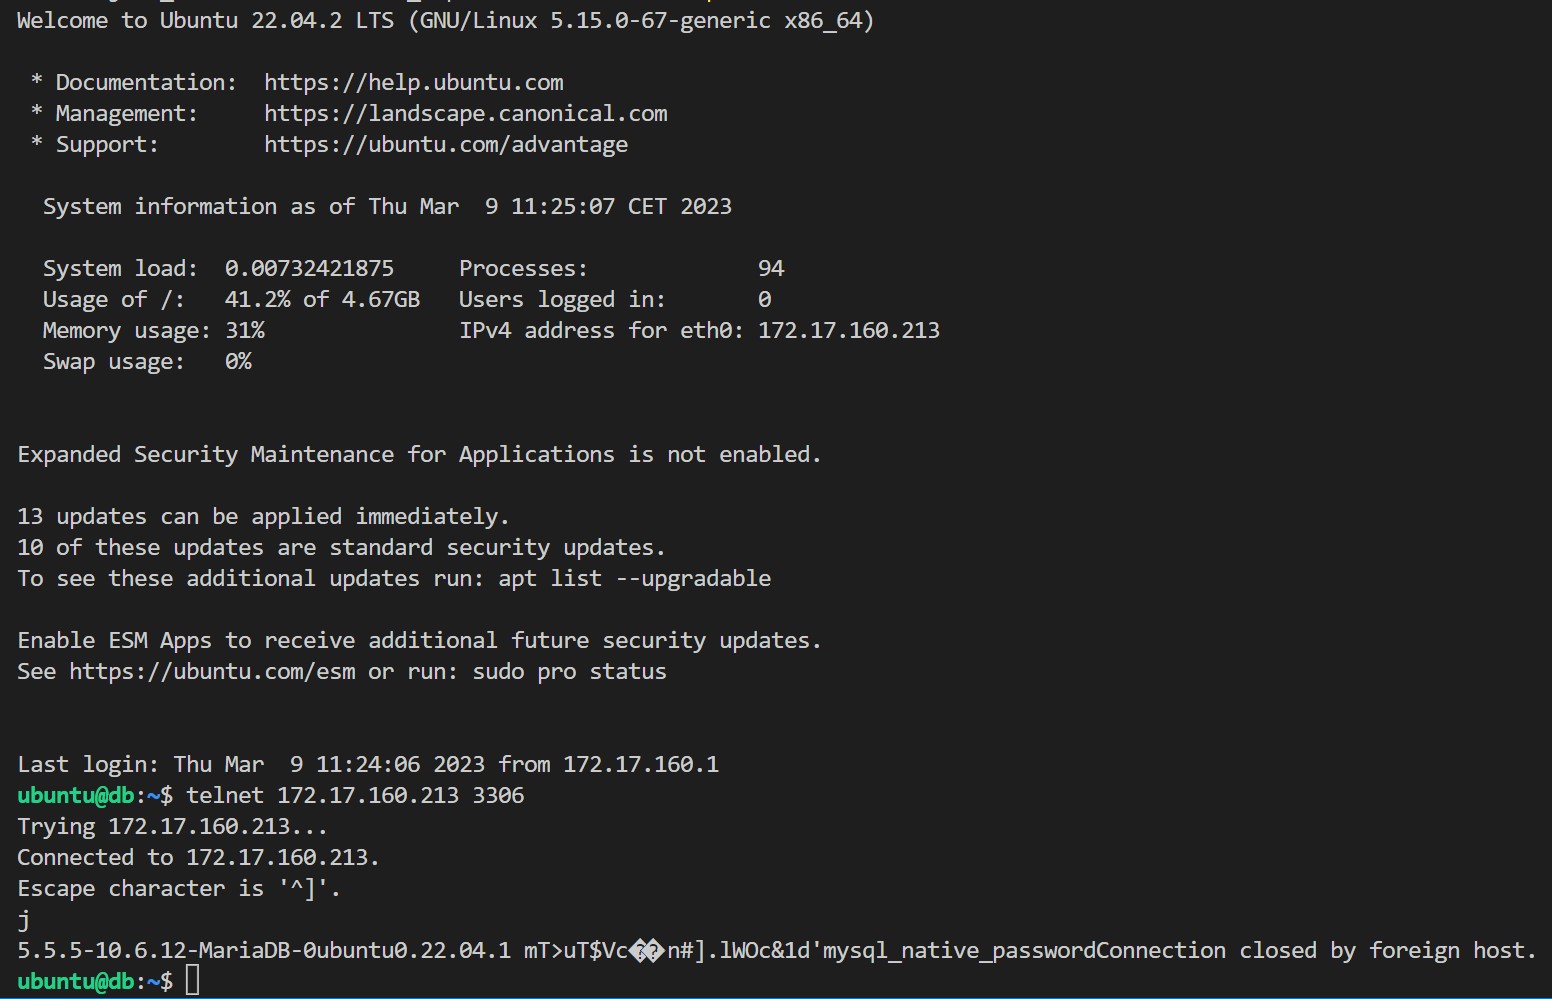 Welcome to Ubuntu 22.04.2 LTS (GNU/Linux 5.15.0-67-generic x86_64)
* Documentation: https://help.ubuntu.com
* Management: https://landscape.canonical.com
* Support: https://ubuntu.com/advantage
System information as of Thu Mar 9 11:25:07 CET 2023
System load: 0.00732421875 Processes: 94
Usage of /: 41.2% of 4.67GB Users logged in: 0
Memory usage: 31% IPv4 address for eth0: 172.17.160.213
Swap usage: 0%
Expanded Security Maintenance for Applications is not enabled.
13 updates can be applied immediately.
10 of these updates are standard security updates.
To see these additional updates run: apt list --upgradable
Enable ESM Apps to receive additional future security updates.
See https://ubuntu.com/esm or run: sudo pro status
Last login: Thu Mar 9 11:24:06 2023 from 172.17.160.1
ubuntu@db:~$ telnet 172.17.160.213 3306
Trying 172.17.160.213...
Connected to 172.17.160.213.
Escape character is '^]'.
j
5.5.5-10.6.12-MariaDB-0ubuntu0.22.04.1 mT>uT$Vc��n#].lWOc&1d'mysql_native_passwordConnection closed by foreign host.
ubuntu@db:~$